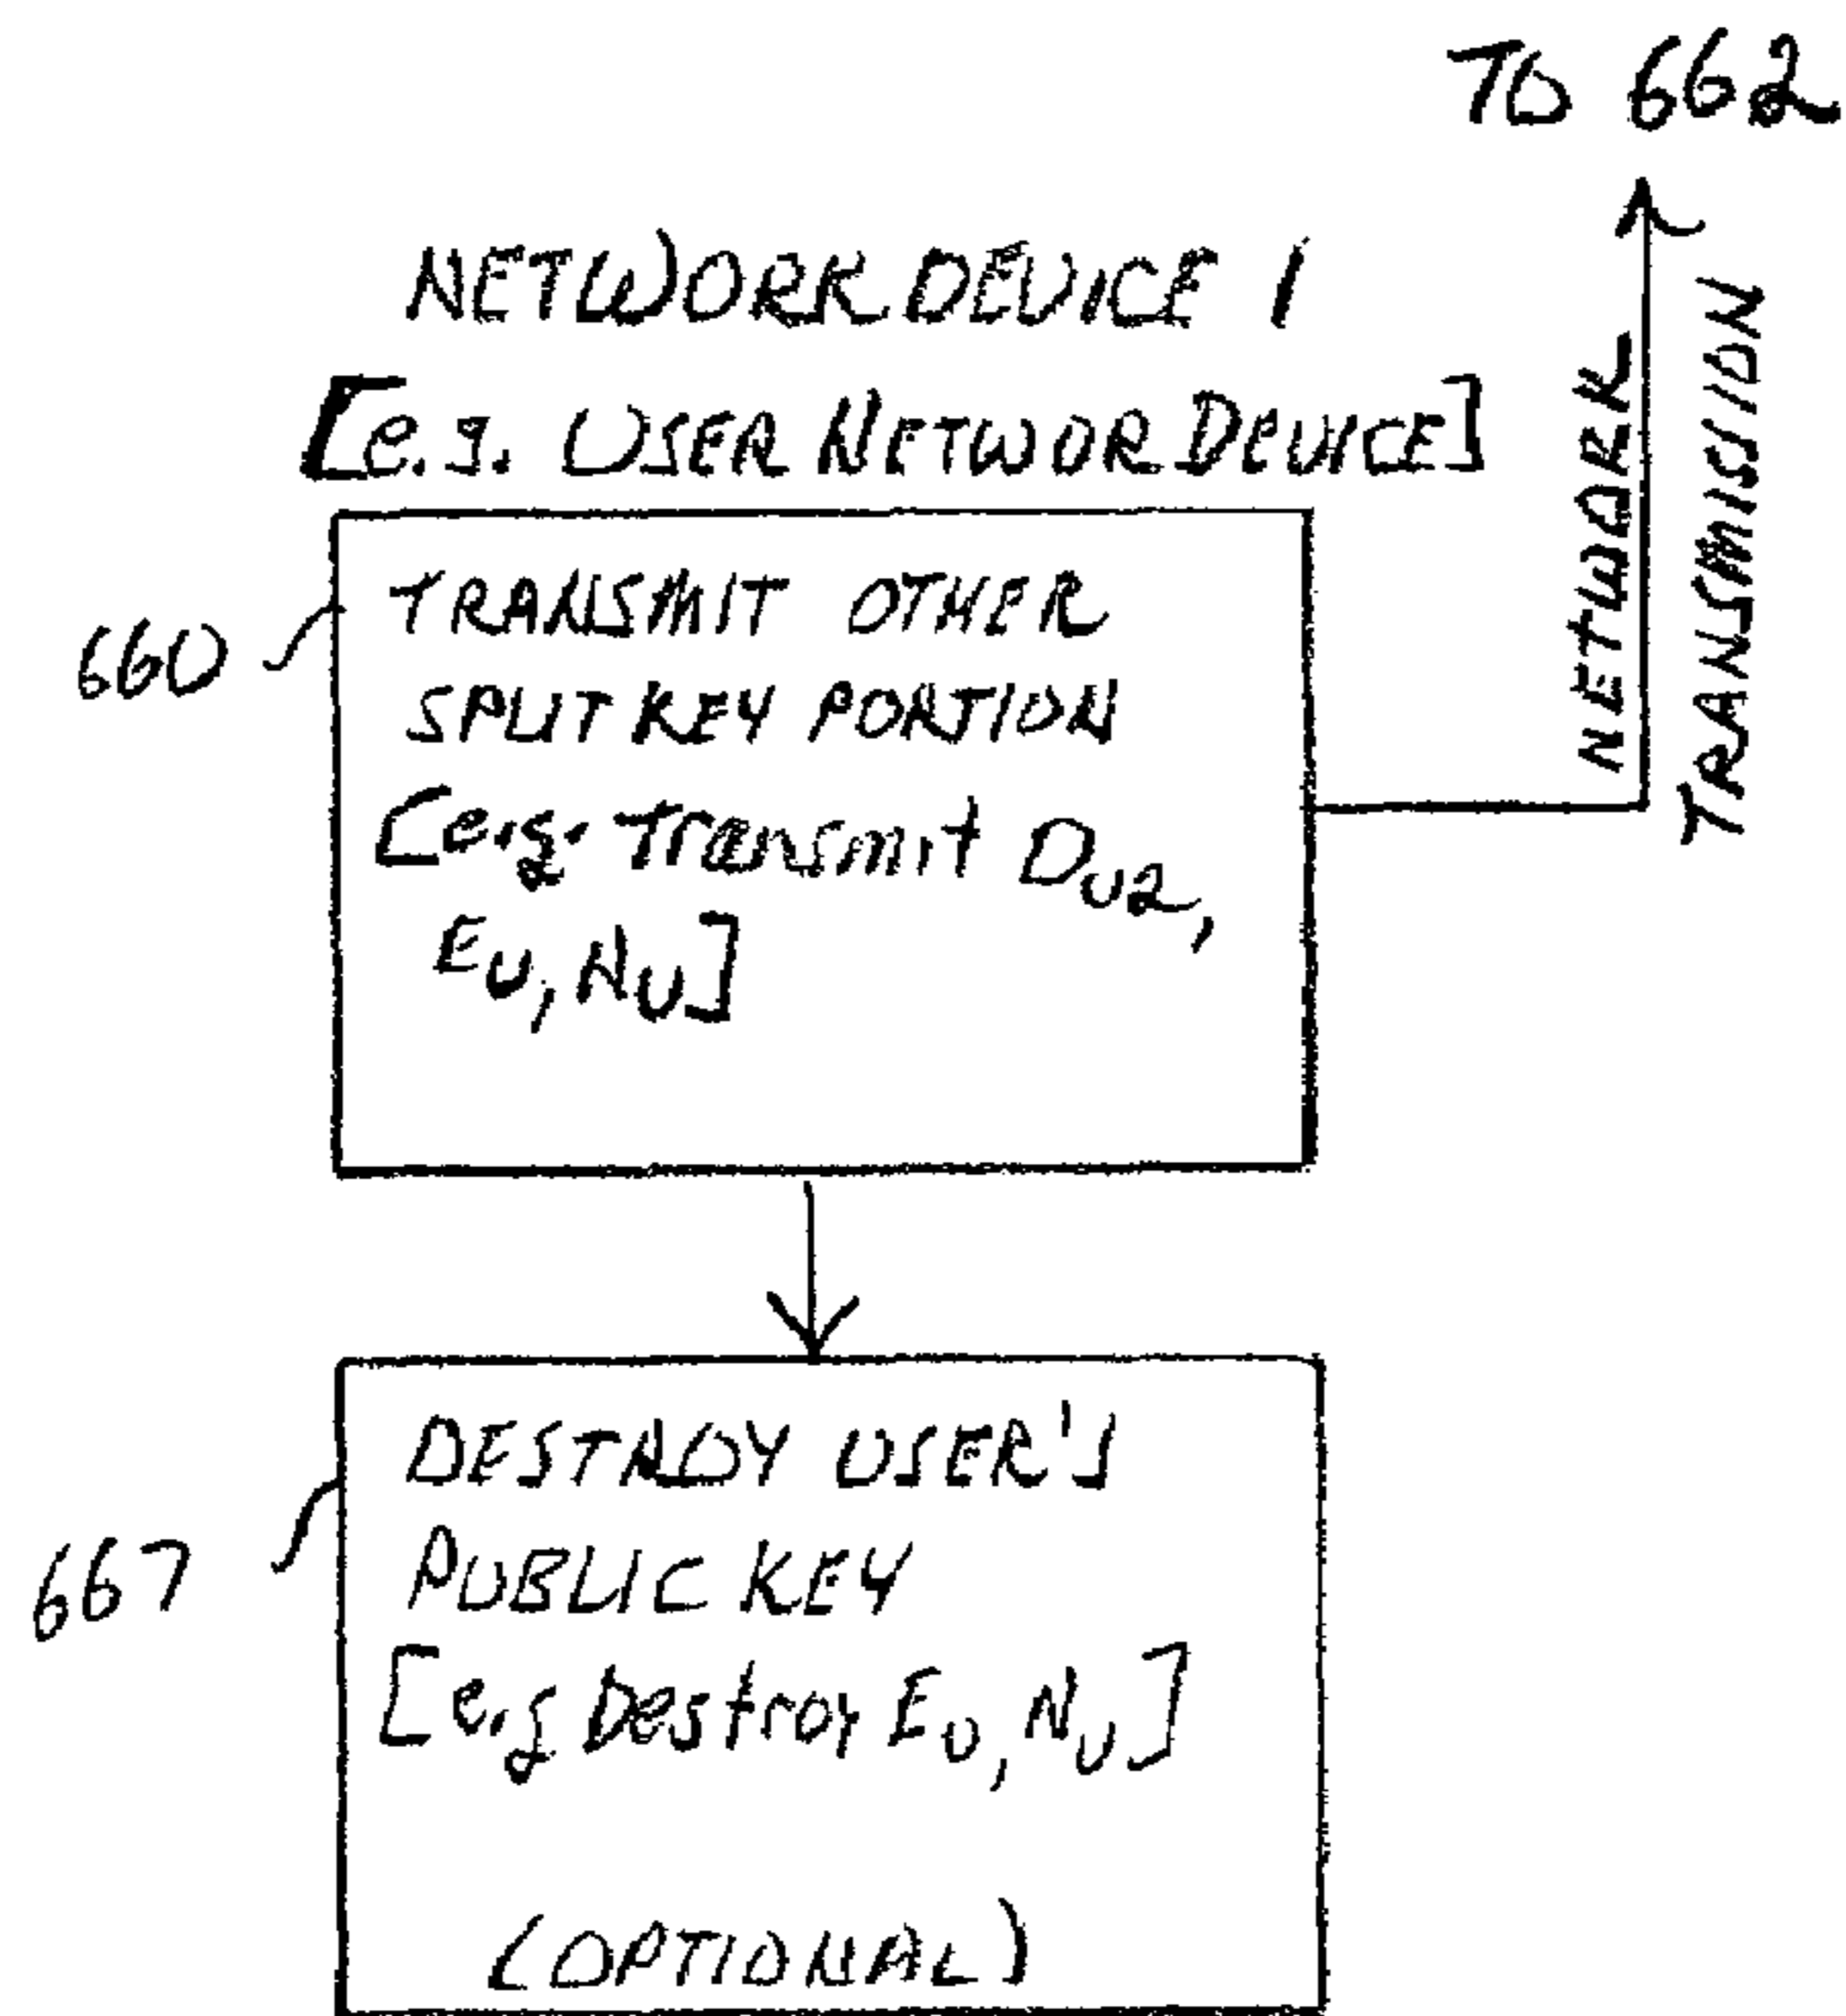 TO 662
NETWORK DEVICE 1
[e.g. USER NETWOR DEVICE]
NETWORK
TRANSMISSION
660
TRANSMIT OTHER
SPLIT KEY PORTION
[e.g. Transmit DU2,
EU, NU]
667
DESTROY USER'S
PUBLIC KEY
[e.g Destroy EU, NU]
(OPTIONAL)